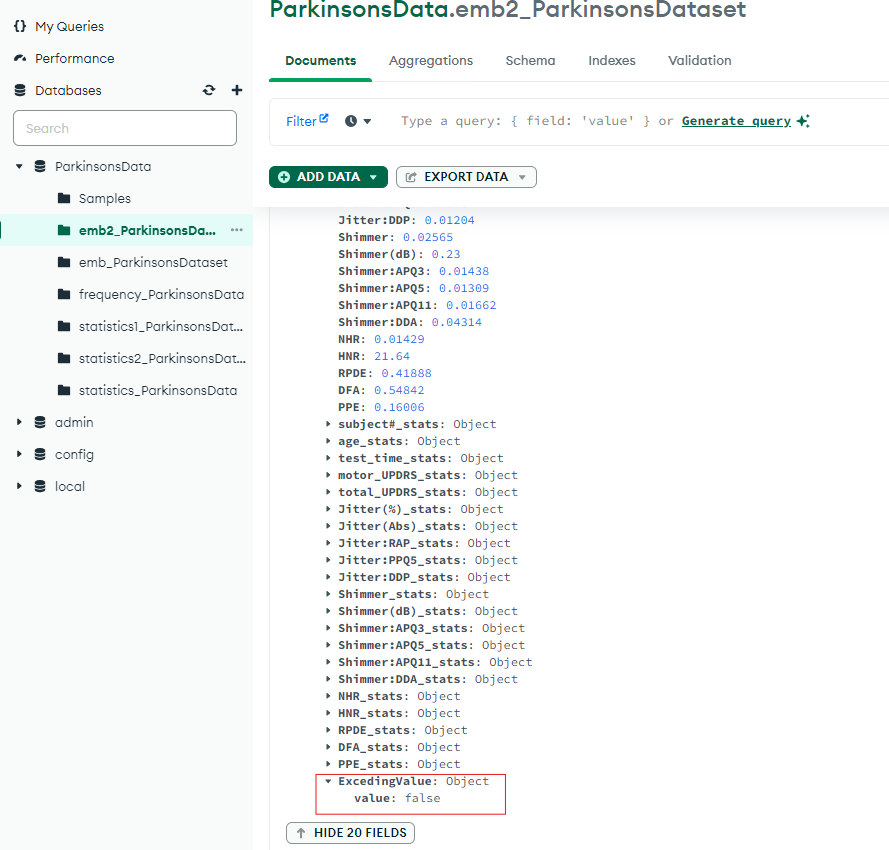 My Queries
Performance
Databases
Search
ParkinsonsData
Samples
emb2_ParkinsonsDa...
emb_ParkinsonsDataset
frequency_ParkinsonsData
statistics1_ParkinsonsDat...
statistics2_ParkinsonsDat...
statistics_ParkinsonsData
admin
config
local
ParkinsonsData.emb2_ParkinsonsDataset
Documents Aggregations Schema Indexes Validation
Filter Type a query: { field: 'value' } or Generate query
ADD DATA EXPORT DATA
Jitter:DDP: 0.01204
Shimmer: 0.02565
Shimmer(dB): 0.23
Shimmer:APQ3: 0.01438
Shimmer:APQ5: 0.01309
Shimmer:APQ11: 0.01662
Shimmer:DDA: 0.04314
NHR: 0.01429
HNR: 21.64
RPDE: 0.41888
DFA: 0.54842
PPE: 0.16006
subject#_stats: Object
age_stats: Object
test_time_stats: Object
motor_UPDRS_stats: Object
total_UPDRS_stats: Object
Jitter(%)_stats: Object
Jitter(Abs)_stats: Object
Jitter:RAP_stats: Object
Jitter:PPQ5_stats: Object
Jitter:DDP_stats: Object
Shimmer_stats: Object
Shimmer(dB)_stats: Object
Shimmer:APQ3_stats: Object
Shimmer:APQ5_stats: Object
Shimmer:APQ11_stats: Object
Shimmer:DDA_stats: Object
NHR_stats: Object
HNR_stats: Object
RPDE_stats: Object
DFA_stats: Object
PPE_stats: Object
ExcedingValue: Object
value: false
HIDE 20 FIELDS